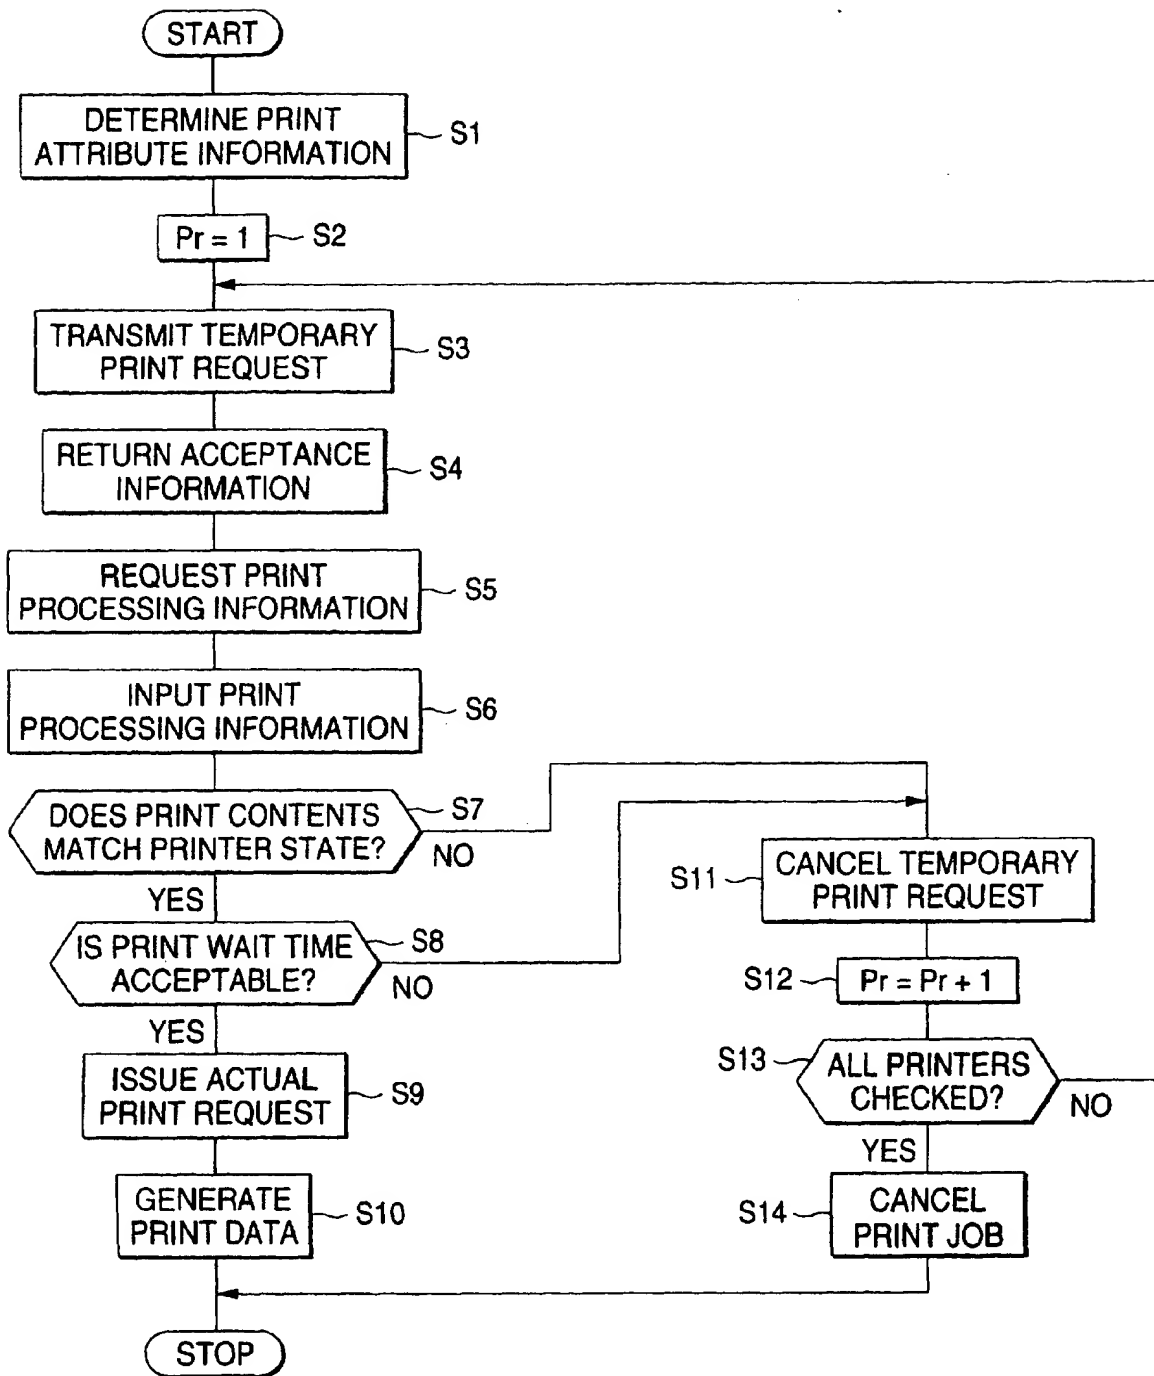 START
DETERMINE PRINT
ATTRIBUTE INFORMATION
S1
Pr = 1
S2
TRANSMIT TEMPORARY
PRINT REQUEST
S3
RETURN ACCEPTANCE
INFORMATION
S4
REQUEST PRINT
PROCESSING INFORMATION
S5
INPUT PRINT
PROCESSING INFORMATION
S6
DOES PRINT CONTENTS
MATCH PRINTER STATE?
S7
NO
YES
IS PRINT WAIT TIME
ACCEPTABLE?
S8
NO
YES
ISSUE ACTUAL
PRINT REQUEST
S9
GENERATE
PRINT DATA
S10
S11
CANCEL TEMPORARY
PRINT REQUEST
S12
Pr = Pr + 1
S13
ALL PRINTERS
CHECKED?
NO
YES
S14
CANCEL
PRINT JOB
STOP